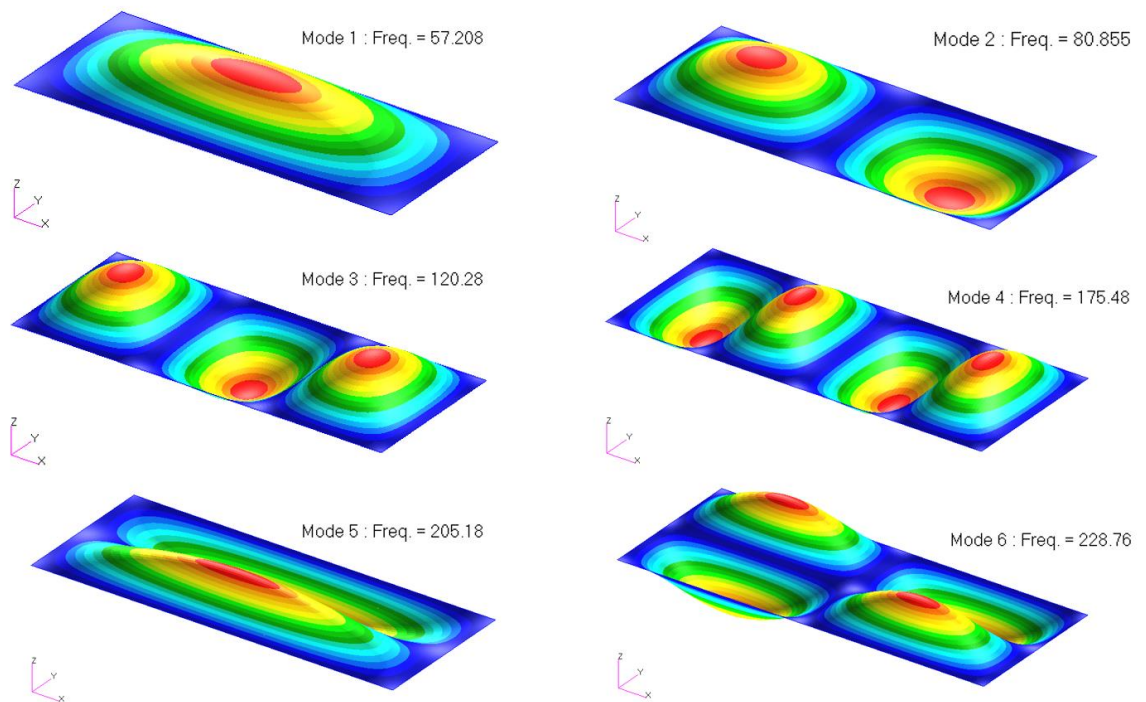 Mode 1 : Freq. = 57.208
Z
Y
X
Mode 2 : Freq. = 80.855
Z
Y
X
Mode 3 : Freq. = 120.28
Z
Y
X
Mode 4 : Freq. = 175.48
Z
Y
X
Mode 5 : Freq. = 205.18
Z
Y
X
Mode 6 : Freq. = 228.76
Z
Y
X